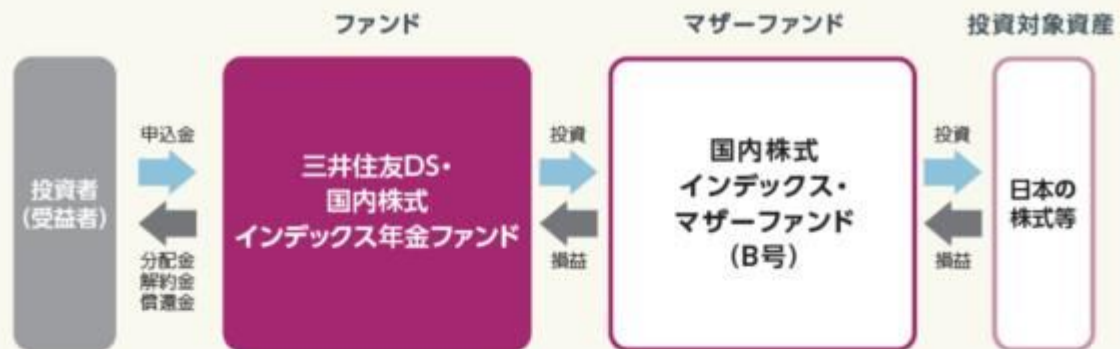 ファンド
マザーファンド
投資対象資産
投資者
(受益者)
申込金
分配金
解約金
償還金
三井住友DS・
国内株式
インデックス年金ファンド
投資
損益
国内株式
インデックス・
マザーファンド
(B号)
投資
損益
日本の
株式等